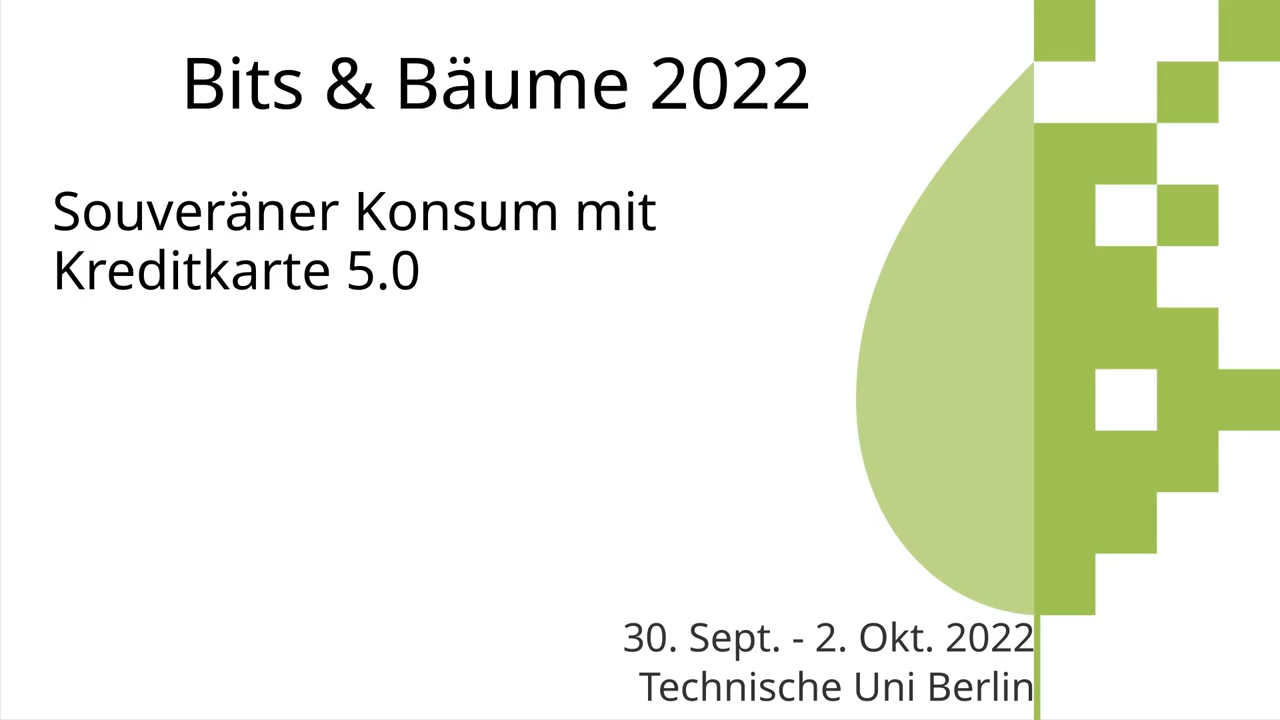 Bits & Bäume 2022
Souveräner Konsum mit
Kreditkarte 5.0
30. Sept. - 2. Okt. 2022
Technische Uni Berlin